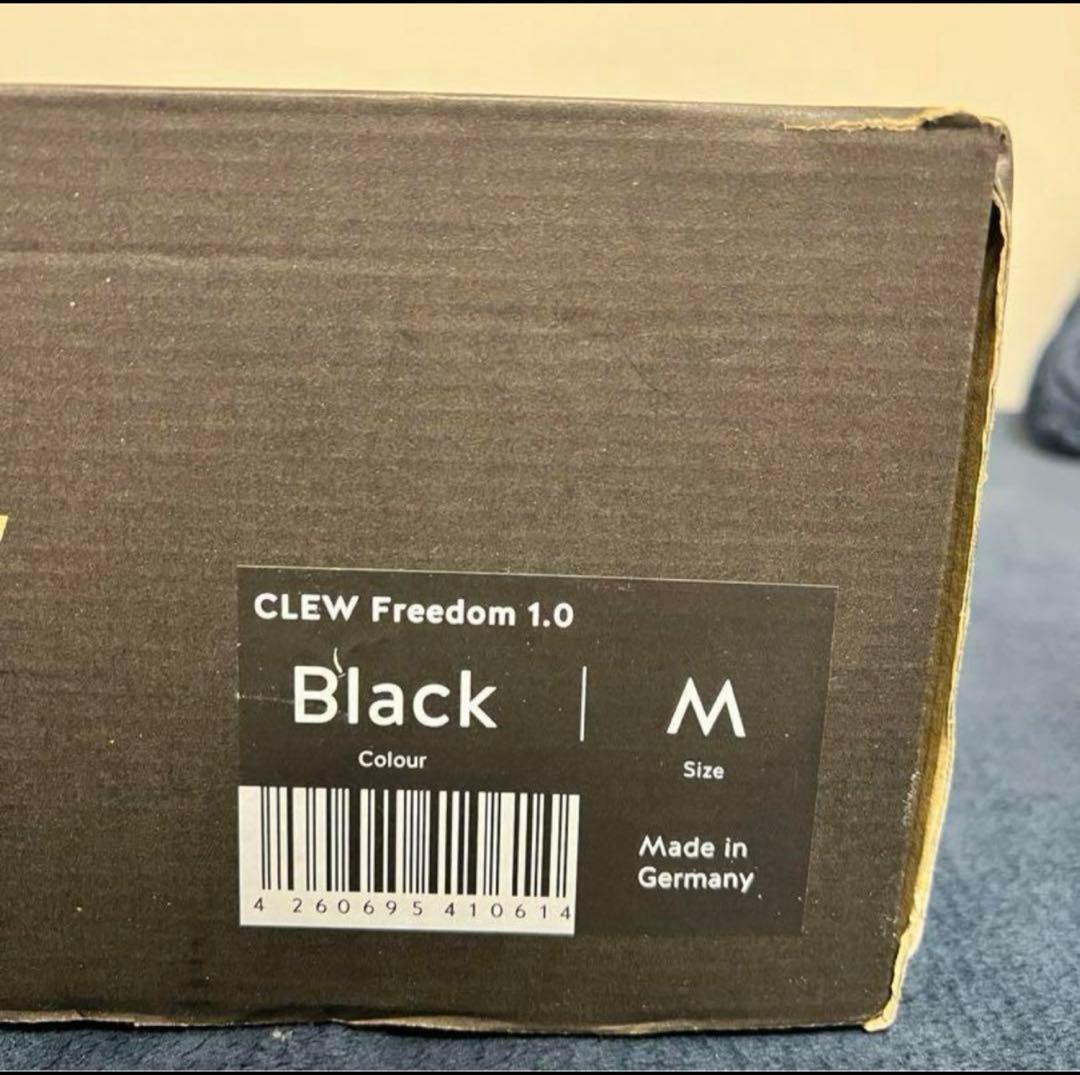 CLEW Freedom 1.0
Black | M
Colour
Size
Made in
Germany
4 260695 410614